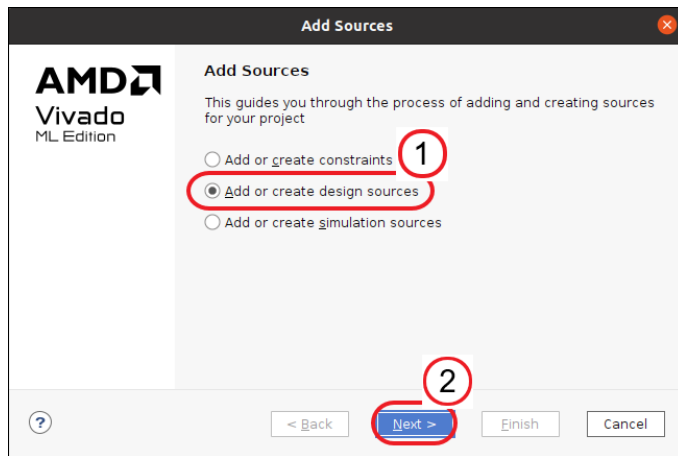 Add Sources
AMD
Vivado
ML Edition
Add Sources
This guides you through the process of adding and creating sources
for your project
1
Add or create constraints
Add or create design sources
Add or create simulation sources
2
?
< Back
Next >
Finish
Cancel